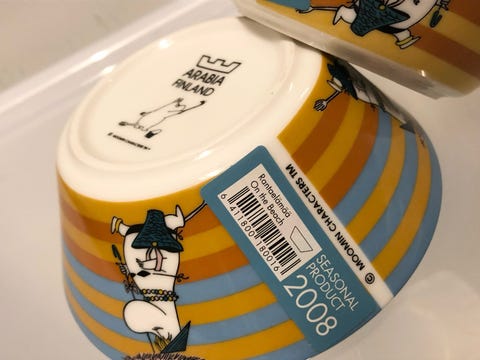 ARABIA
FINLAND
Rantaelämää
On the Beach
6 411800 180016
SEASONAL
PRODUCT
2008
© MOOMIN CHARACTERS TM